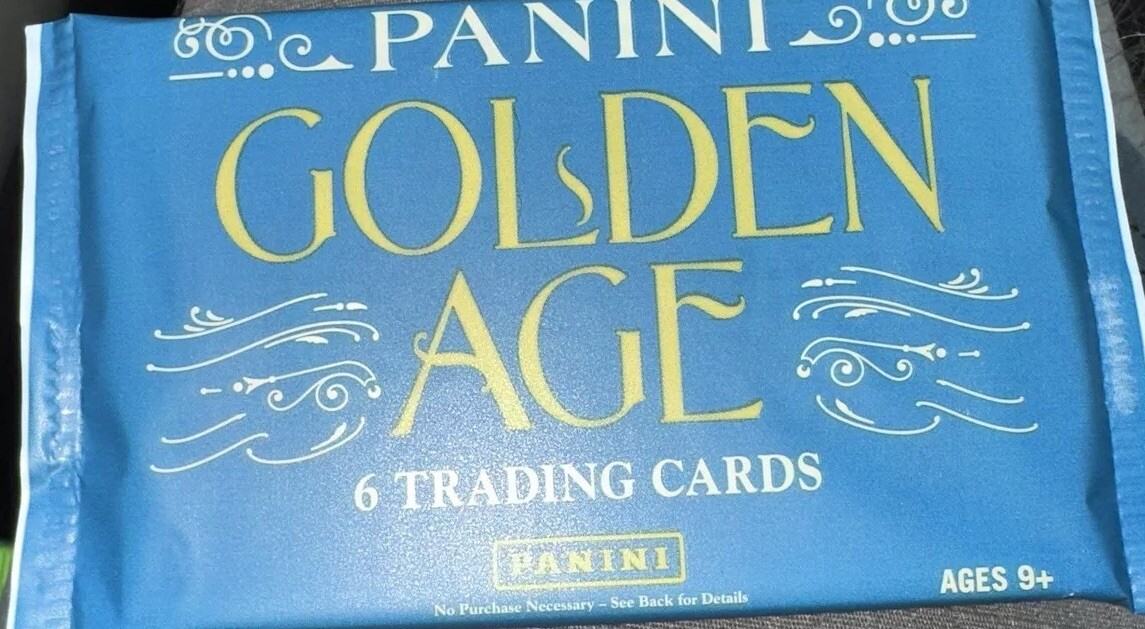 PANINI
GOLDEN
AGE
6 TRADING CARDS
PANINI
AGES 9+
No Purchase Necessary – See Back for Details